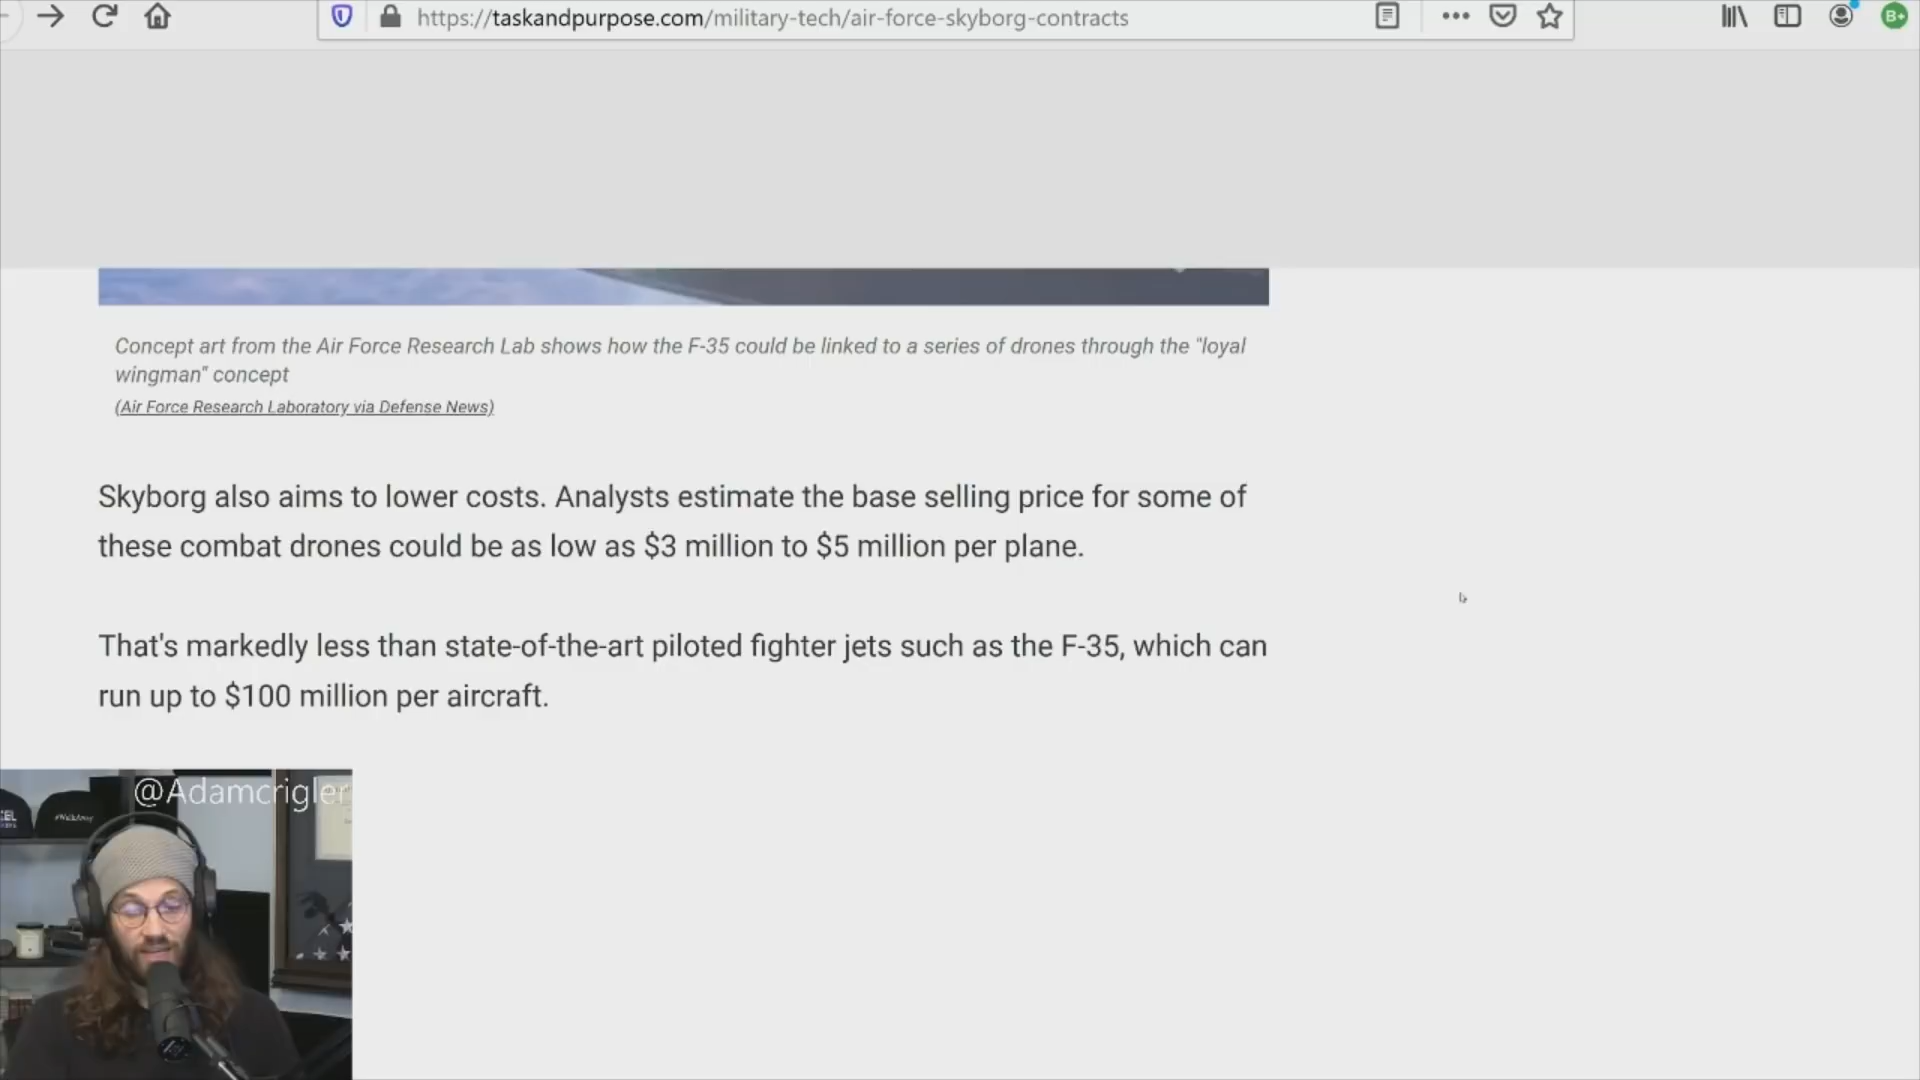 https://taskandpurpose.com/military-tech/air-force-skyborg-contracts
B+
Concept art from the Air Force Research Lab shows how the F-35 could be linked to a series of drones through the "loyal
wingman" concept
(Air Force Research Laboratory via Defense News)
Skyborg also aims to lower costs. Analysts estimate the base selling price for some of
these combat drones could be as low as $3 million to $5 million per plane.
That's markedly less than state-of-the-art piloted fighter jets such as the F-35, which can
run up to $100 million per aircraft.
@Adamcrigler
#WalkAway